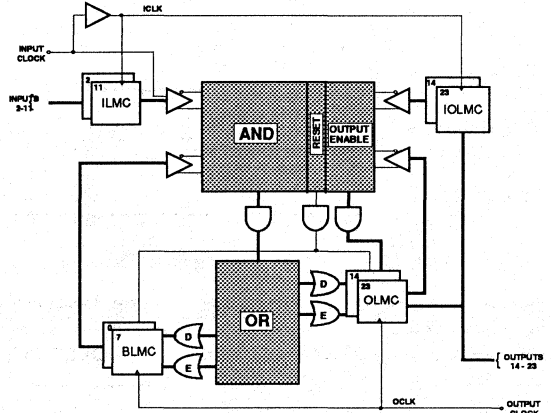 ICLK
INPUT
CLOCK
2
11
ILMC
INPUTS
2-11
14
23
IOLMC
AND
RESET
OUTPUT
ENABLE
D
E
14
23
OLMC
OR
0
7
BLMC
D
E
OUTPUTS
14 - 23
OCLK
OUTPUT
CLOCK